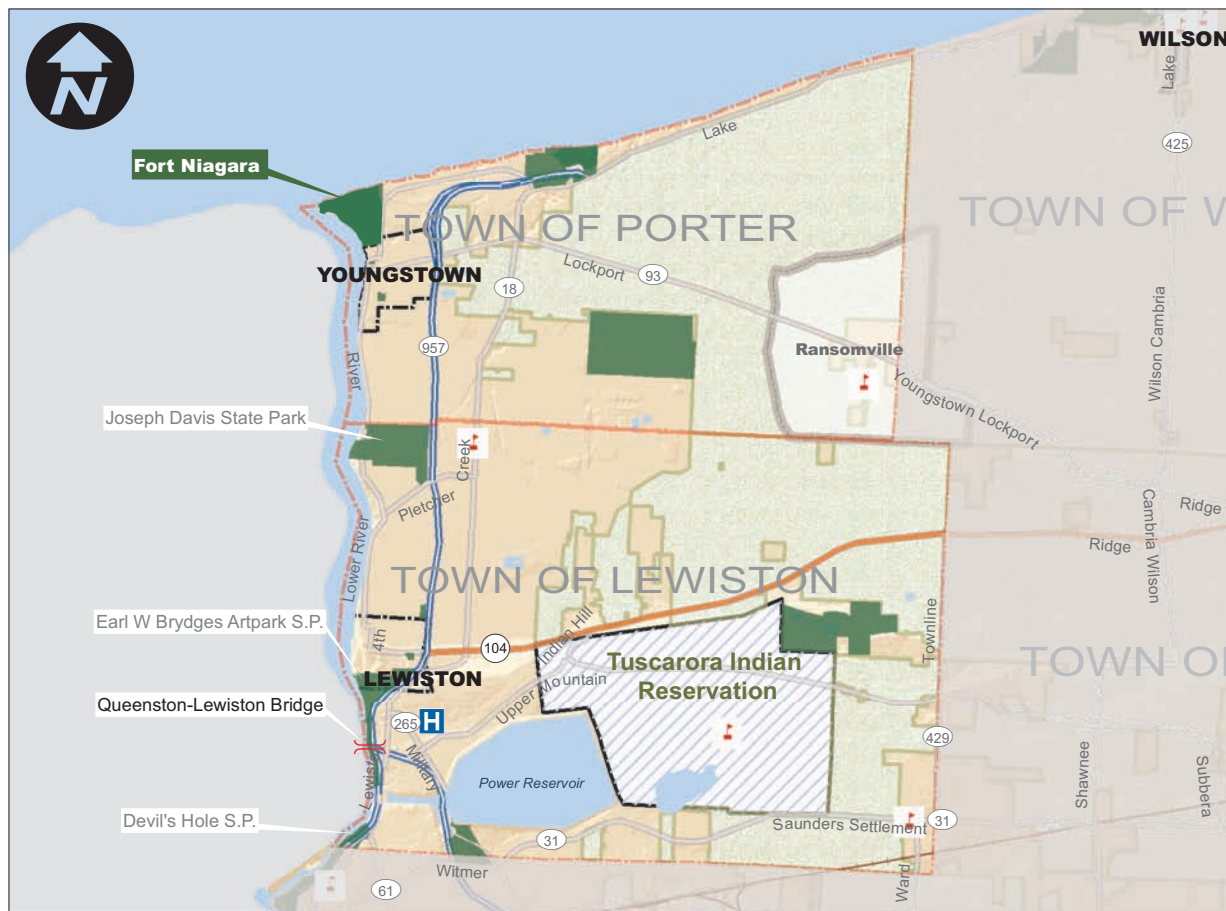 WILSON
N
Lake
425
Lake
Fort Niagara
TOWN OF PORTER
TOWN OF W
YOUNGSTOWN
Lockport
93
18
957
River
Ransomville
Wilson Cambria
Youngstown Lockport
Joseph Davis State Park
Creek
Pletcher
Ridge
Cambria Wilson
Ridge
Lower River
TOWN OF LEWISTON
Earl W Brydges Artpark S.P.
4th
104
Indian Hill
Townline
Tuscarora Indian
Reservation
TOWN OF
LEWISTON
Upper Mountain
Queenston-Lewiston Bridge
265
H
429
Military
Lewist
Power Reservoir
Shawnee
Subbera
Devil's Hole S.P.
31
Saunders Settlement
31
Witmer
61
Ward